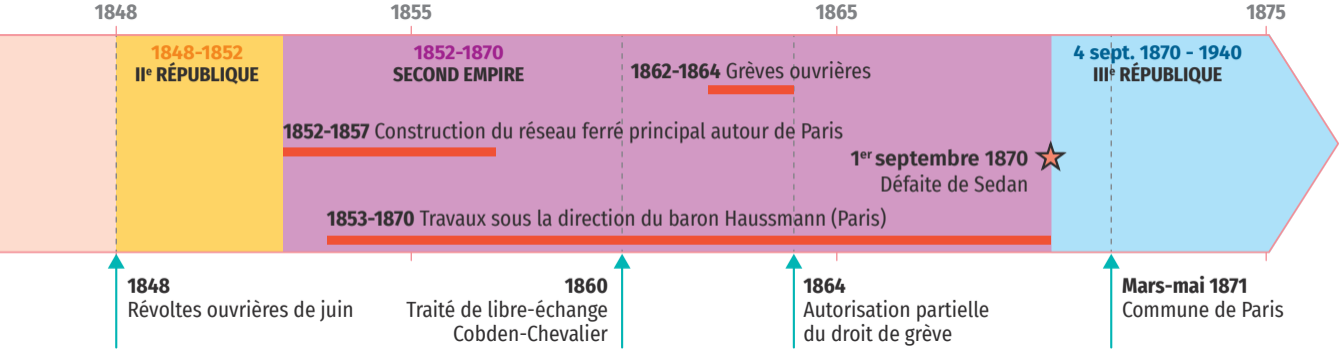 1848
1855
1865
1875
1848-1852
IIe RÉPUBLIQUE
1852-1870
SECOND EMPIRE
1862-1864 Grèves ouvrières
4 sept. 1870 - 1940
IIIe RÉPUBLIQUE
1852-1857 Construction du réseau ferré principal autour de Paris
1er septembre 1870
Défaite de Sedan
1853-1870 Travaux sous la direction du baron Haussmann (Paris)
1848
Révoltes ouvrières de juin
1860
Traité de libre-échange
Cobden-Chevalier
1864
Autorisation partielle
du droit de grève
Mars-mai 1871
Commune de Paris